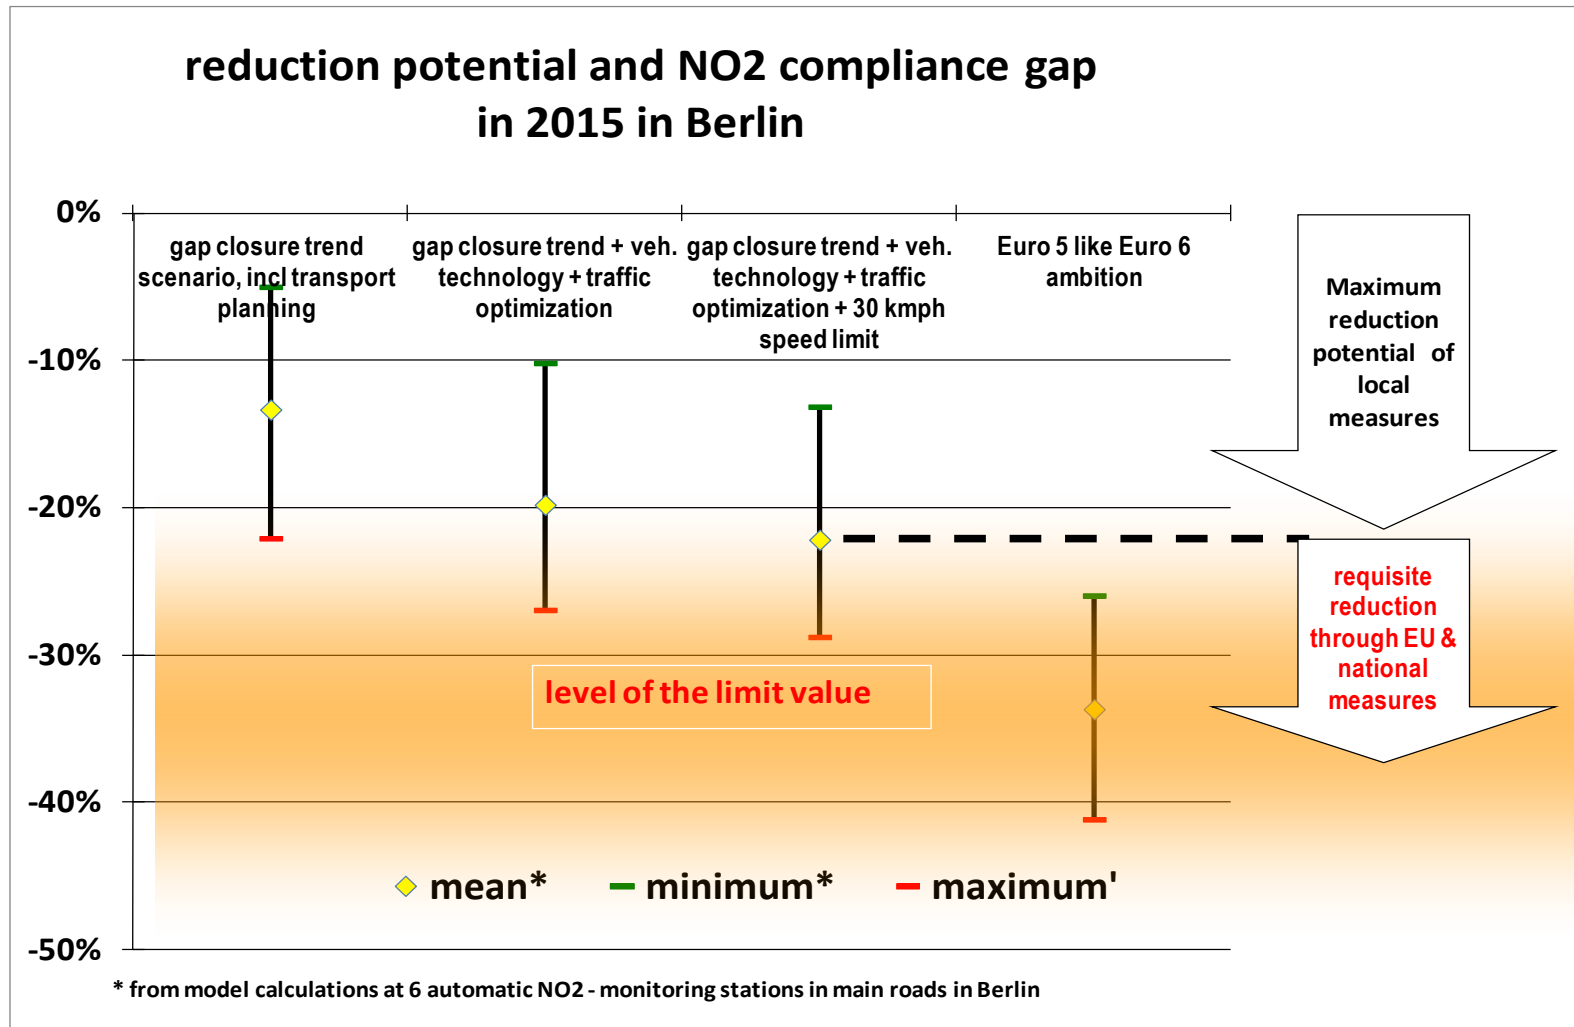 reduction potential and NO2 compliance gap
in 2015 in Berlin
0%
-10%
-20%
-30%
-40%
-50%
gap closure trend
scenario, incl transport
planning
gap closure trend + veh.
technology + traffic
optimization
gap closure trend + veh.
technology + traffic
optimization + 30 kmph
speed limit
Euro 5 like Euro 6
ambition
Maximum
reduction
potential of
local
measures
requisite
reduction
through EU &
national
measures
level of the limit value
mean*
minimum*
maximum'
* from model calculations at 6 automatic NO2 - monitoring stations in main roads in Berlin